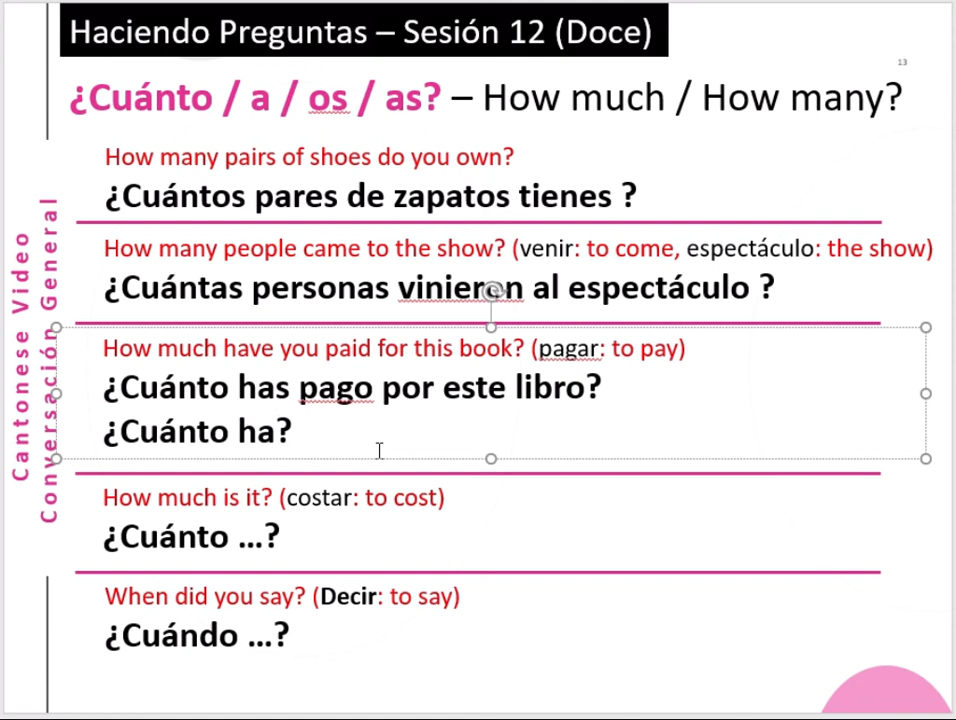 Haciendo Preguntas – Sesión 12 (Doce)
13
¿Cuánto / a / os / as? – How much / How many?
How many pairs of shoes do you own?
¿Cuántos pares de zapatos tienes ?
How many people came to the show? (venir: to come, espectáculo: the show)
¿Cuántas personas vinieron al espectáculo ?
How much have you paid for this book? (pagar: to pay)
¿Cuánto has pago por este libro?
¿Cuánto ha?
How much is it? (costar: to cost)
¿Cuánto ...?
When did you say? (Decir: to say)
¿Cuándo ...?
Cantonese Video
Conversación General